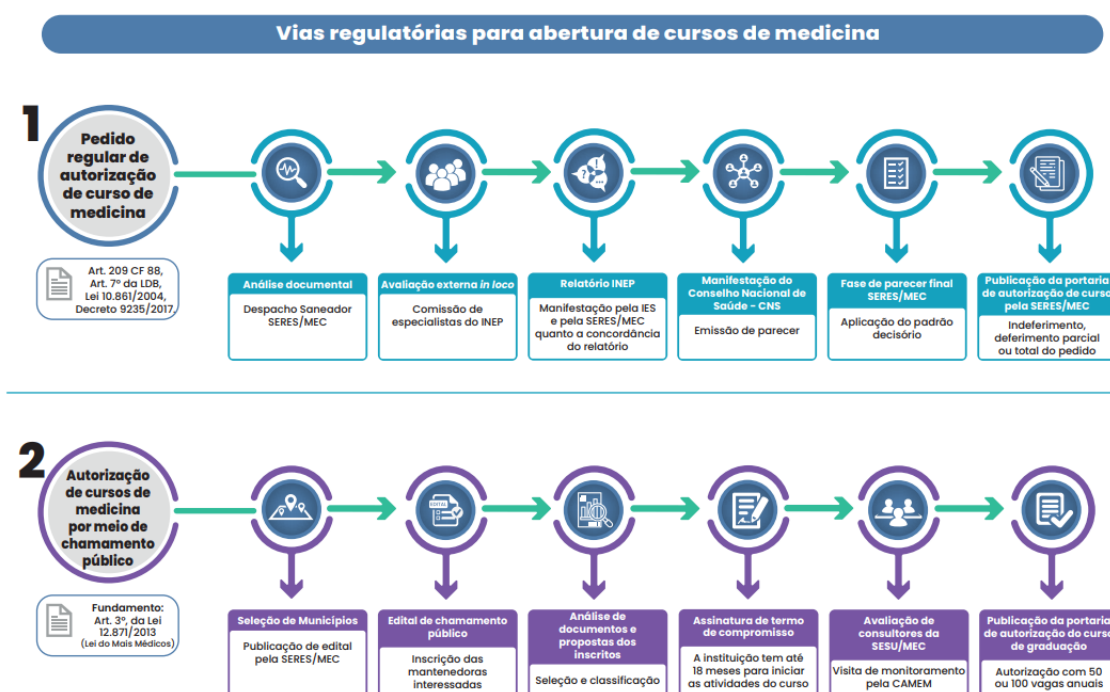 Vias regulatórias para abertura de cursos de medicina
1
Pedido
regular de
autorização
de curso de
medicina
Art. 209 CF 88,
Art. 7º da LDB,
Lei 10.861/2004,
Decreto 9235/2017.
Análise documental
Despacho Saneador
SERES/MEC
Avaliação externa in loco
Comissão de
especialistas do INEP
Relatório INEP
Manifestação pela IES
e pela SERES/MEC
quanto a concordância
do relatório
Manifestação do
Conselho Nacional de
Saúde - CNS
Emissão de parecer
Fase de parecer final
SERES/MEC
Aplicação do padrão
decisório
Publicação da portaria
de autorização de curso
pela SERES/MEC
Indeferimento,
deferimento parcial
ou total do pedido
2
Autorização
de cursos de
medicina
por meio de
chamamento
público
Fundamento:
Art. 3º, da Lei
12.871/2013
(Lei do Mais Médicos)
Seleção de Municípios
Publicação de edital
pela SERES/MEC
EDITAL
Edital de chamamento
público
Inscrição das
mantenedoras
interessadas
Análise de
documentos e
propostas dos
inscritos
Seleção e classificação
Assinatura de termo
de compromisso
A instituição tem até
18 meses para iniciar
as atividades do curso
Avaliação de
consultores da
SESU/MEC
Visita de monitoramento
pela CAMEM
Publicação da portaria
de autorização do curso
de graduação
Autorização com 50
ou 100 vagas anuais